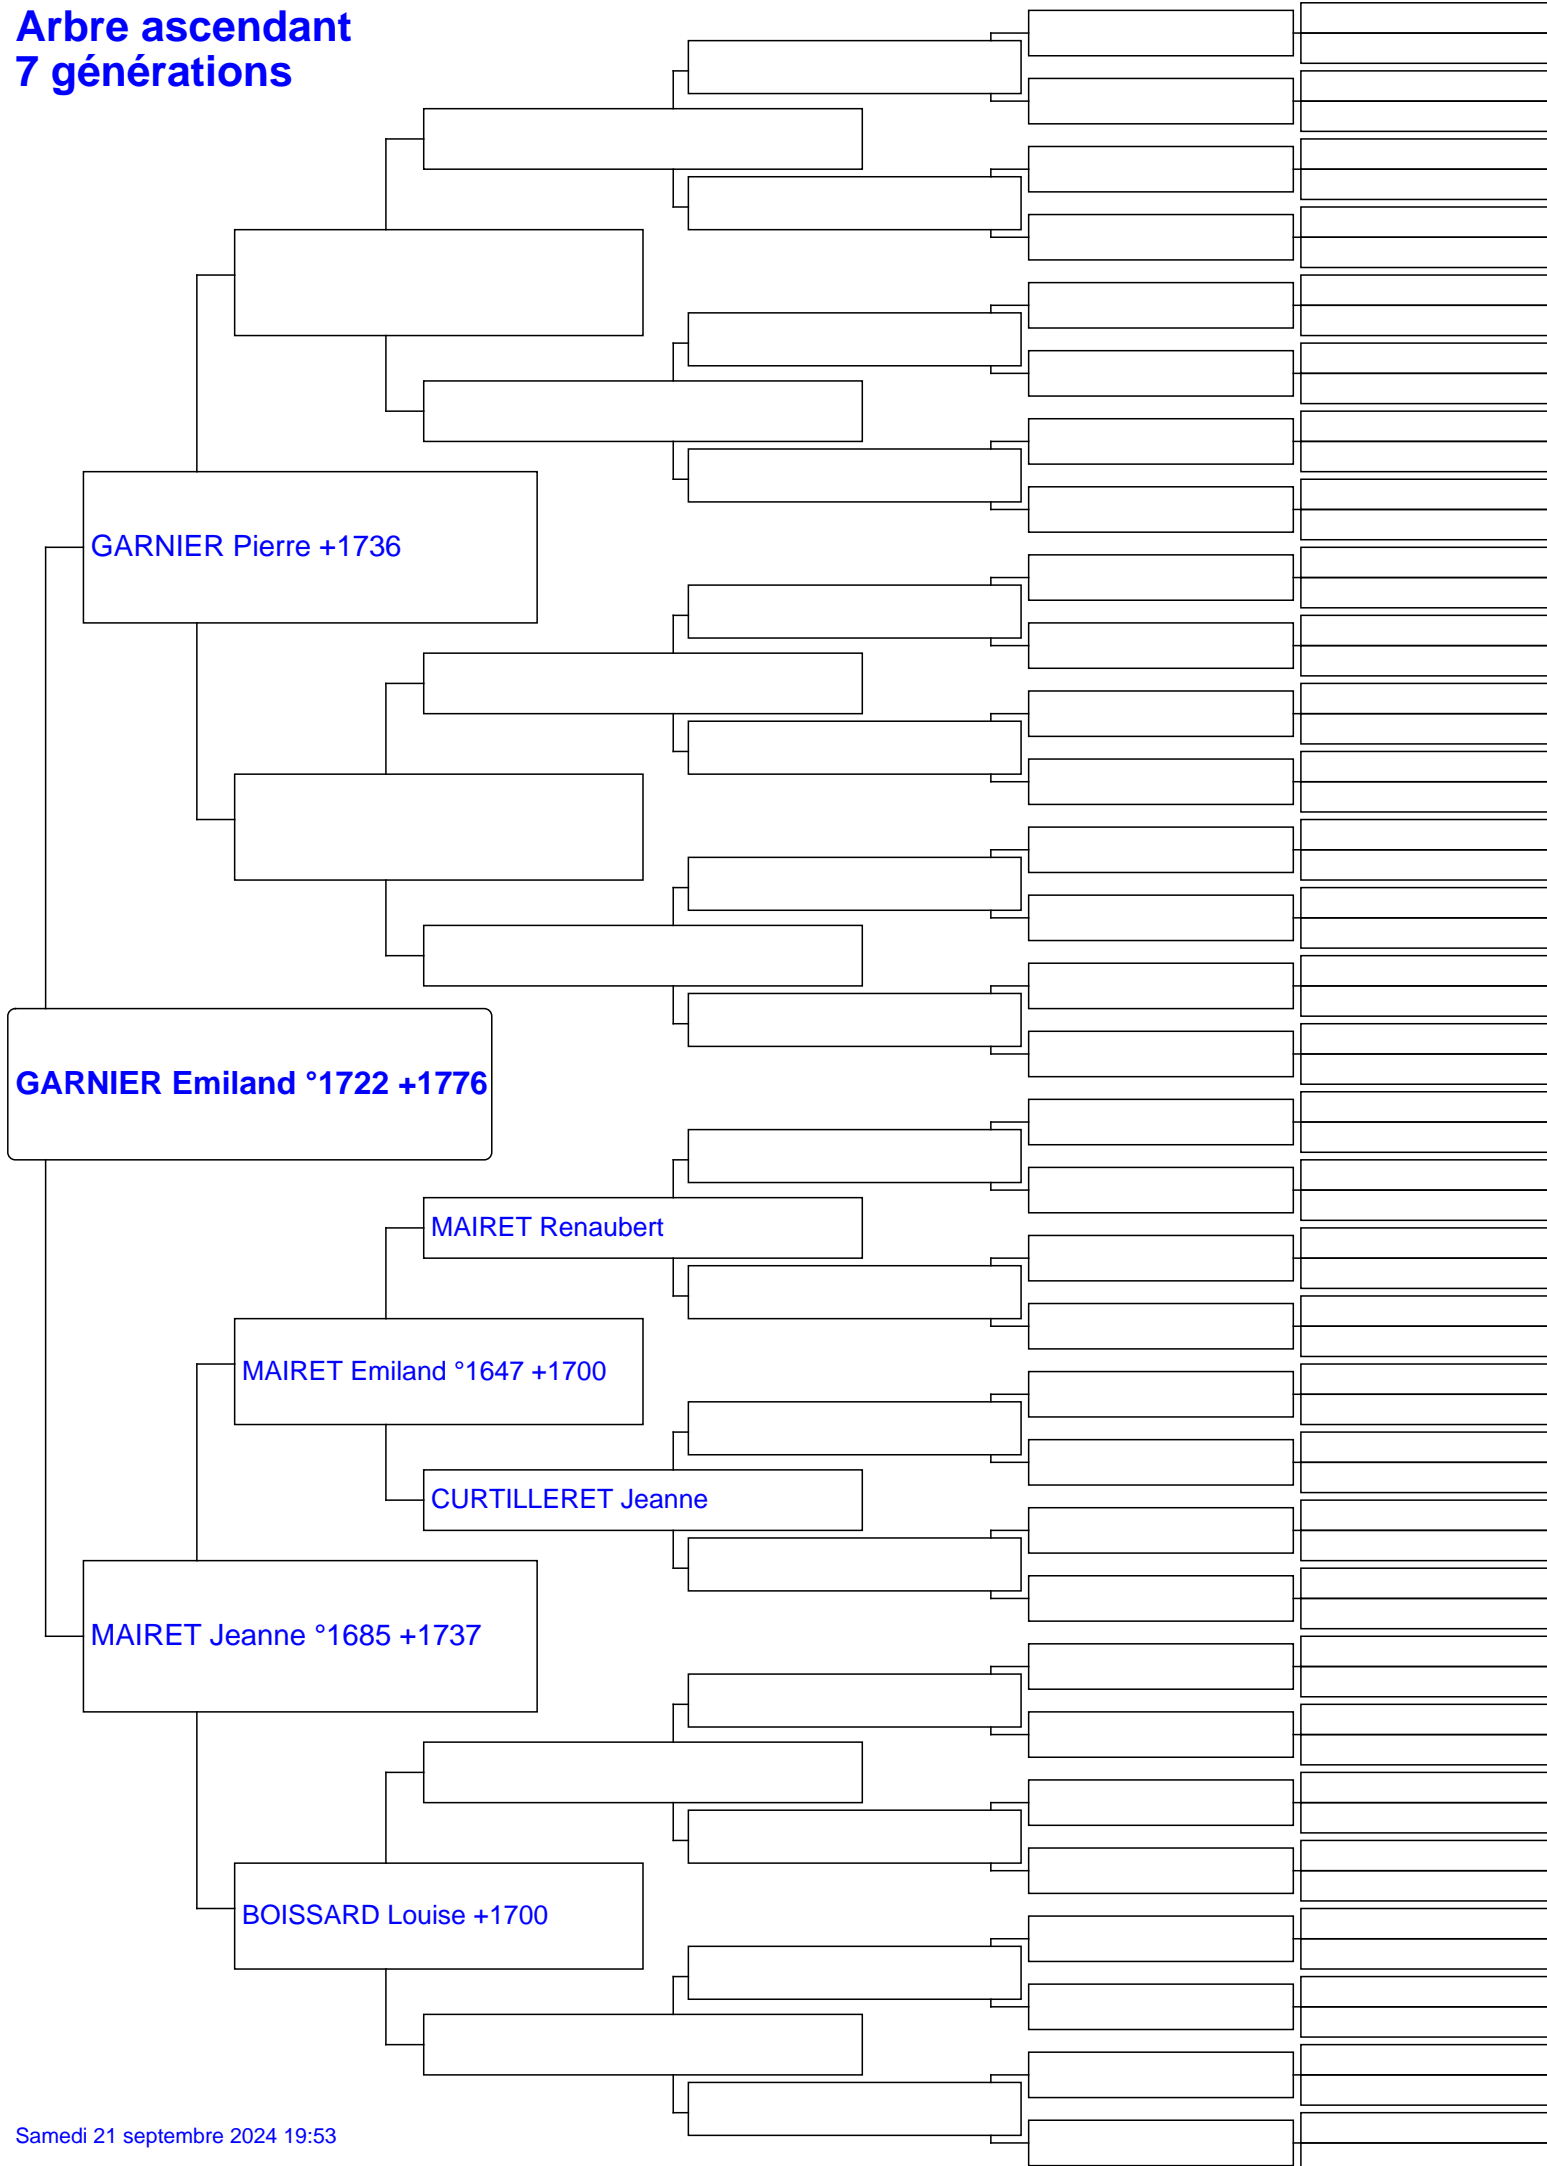 Arbre ascendant
7 générations
GARNIER Pierre +1736
GARNIER Emiland °1722 +1776
MAIRET Renaubert
MAIRET Emiland °1647 +1700
CURTILLERET Jeanne
MAIRET Jeanne °1685 +1737
BOISSARD Louise +1700
Samedi 21 septembre 2024 19:53